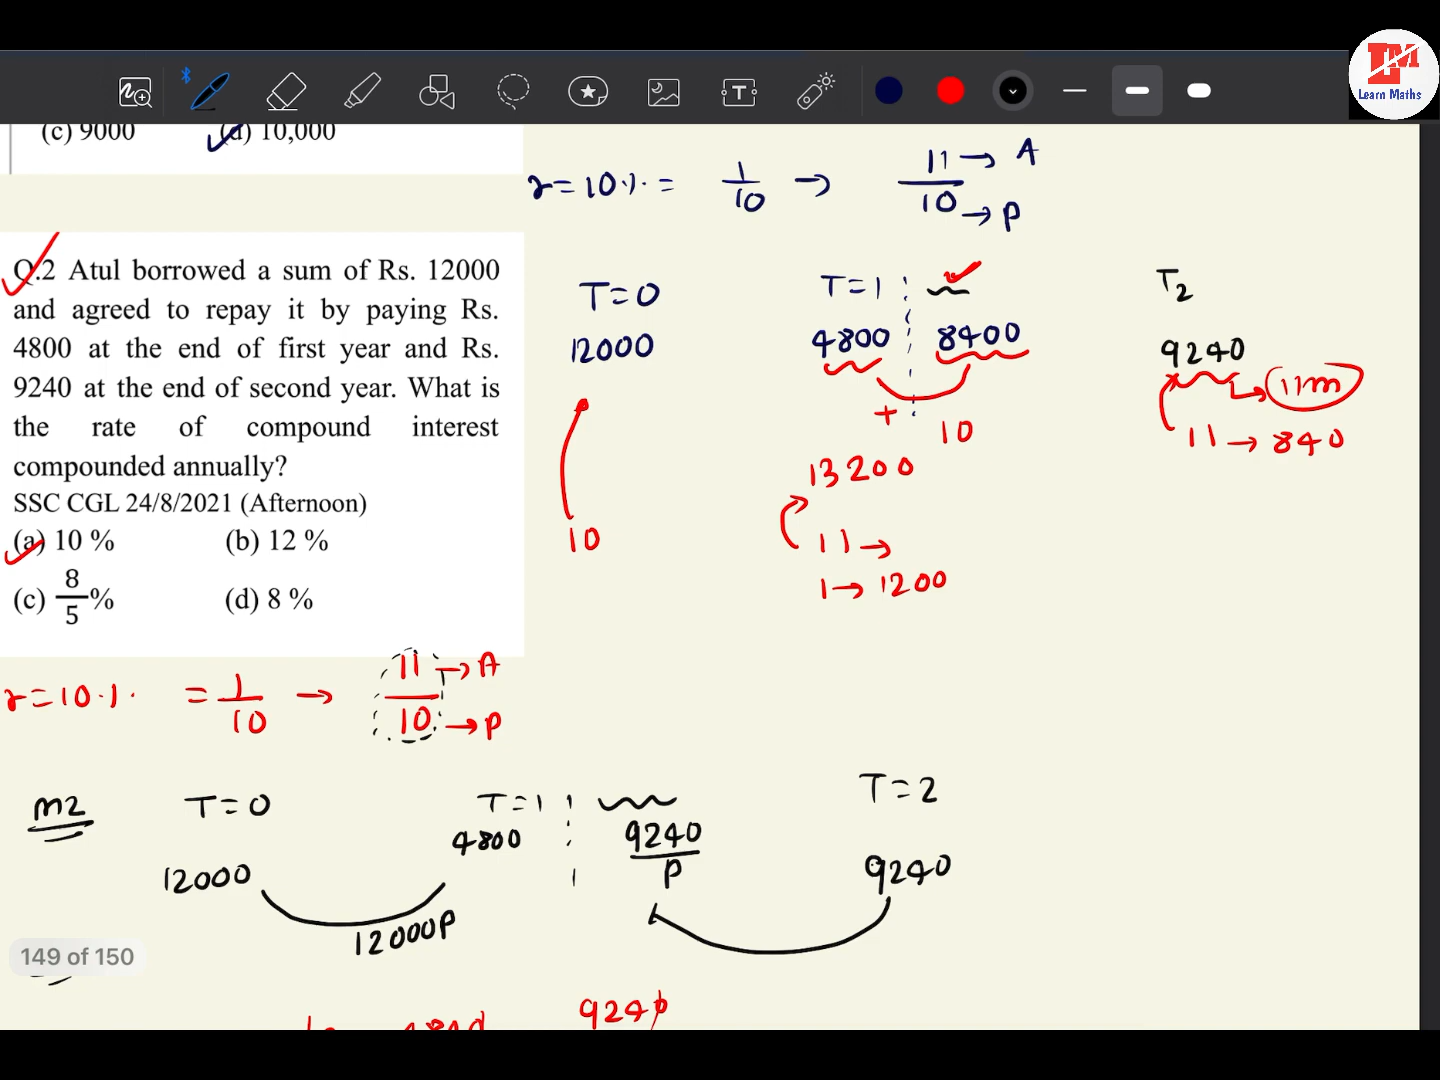 LM
Learn Maths
(c) 9000 (d) 10,000
r = 10% = 1/10 → 11 → A / 10 → P
Q.2 Atul borrowed a sum of Rs. 12000
and agreed to repay it by paying Rs.
4800 at the end of first year and Rs.
9240 at the end of second year. What is
the rate of compound interest
compounded annually?
SSC CGL 24/8/2021 (Afternoon)
(a) 10 % (b) 12 %
(c) 8/5 % (d) 8 %
T=0 T=1 T2
12000 4800 8400 9240
11m
+ 10 11 → 840
13200
10 11 →
1 → 1200
r = 10% = 1/10 → 11 → A / 10 → P
M2 T=0 T=1 T=2
4800 9240/P
12000 9240
12000P
149 of 150
9240